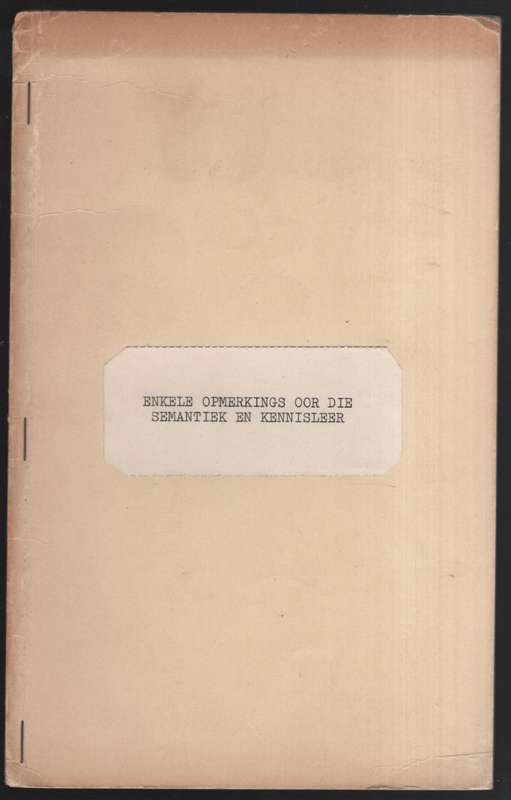 ENKELE OPMERKINGS OOR DIE
SEMANTIEK EN KENNISLEER